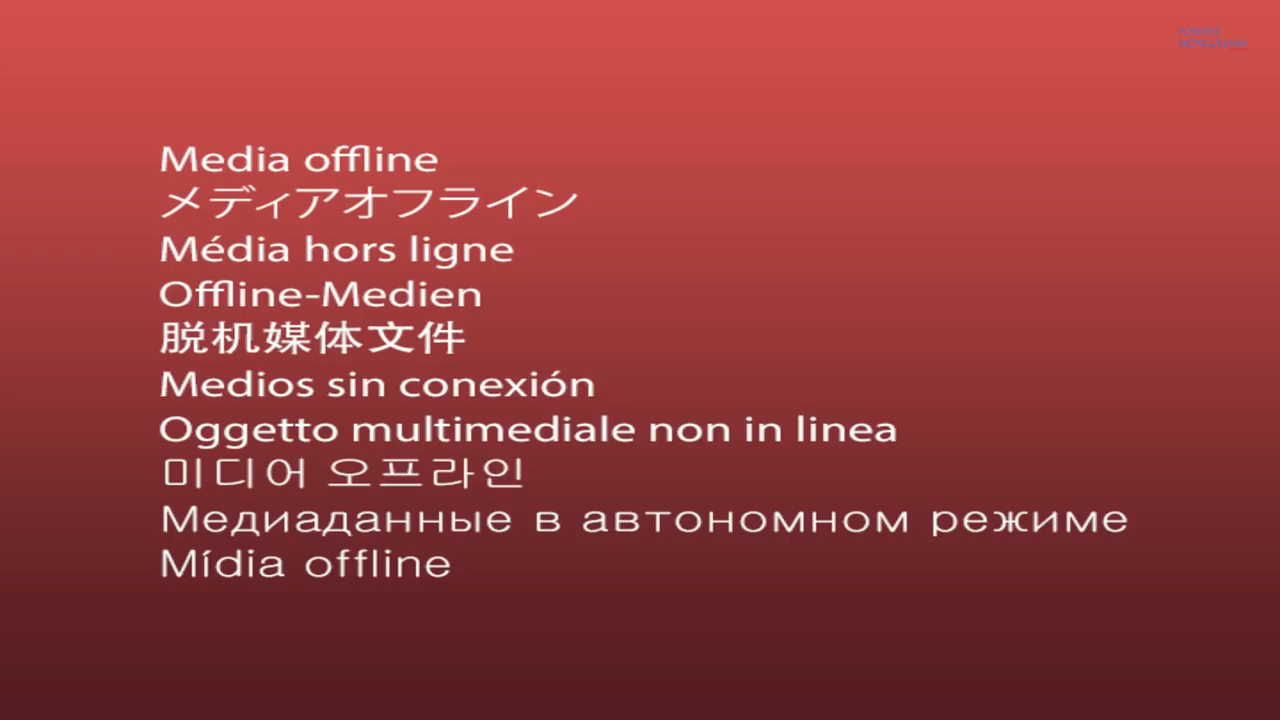 Media offline
メディアオフライン
Média hors ligne
Offline-Medien
脱机媒体文件
Medios sin conexión
Oggetto multimediale non in linea
미디어 오프라인
Медиаданные в автономном режиме
Mídia offline